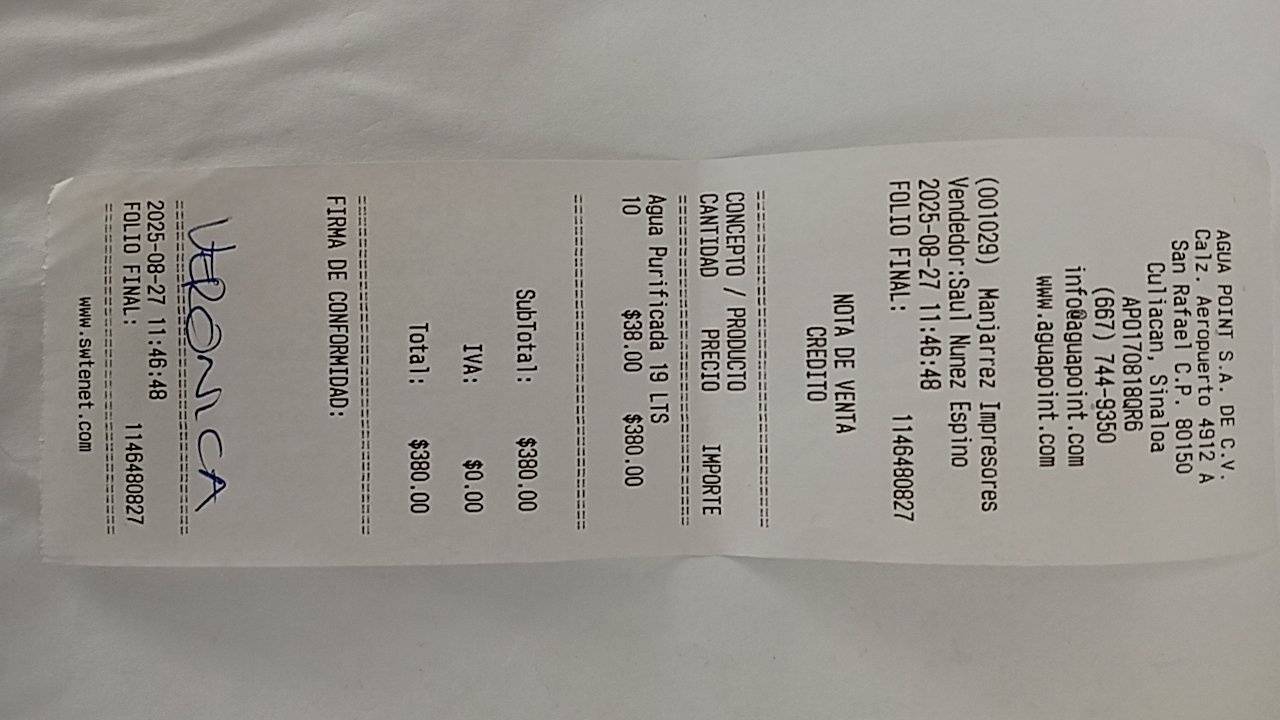 AGUA POINT S.A. DE C.V.
Calz. Aeropuerto 4912 A
San Rafael C.P. 80150
Culiacan, Sinaloa
APO170818QR6
(667) 744-9350
info@aguapoint.com
www.aguapoint.com
NOTA DE VENTA
CREDITO
(001029) Manjarrez Impresores
Vendedor:Saul Nunez Espino
2025-08-27 11:46:48
FOLIO FINAL: 1146480827
CONCEPTO / PRODUCTO
CANTIDAD PRECIO IMPORTE
Agua Purificada 19 LTS
10 $38.00 $380.00
SubTotal: $380.00
IVA: $0.00
Total: $380.00
FIRMA DE CONFORMIDAD:
VERONICA
2025-08-27 11:46:48
FOLIO FINAL: 1146480827
www.swtenet.com